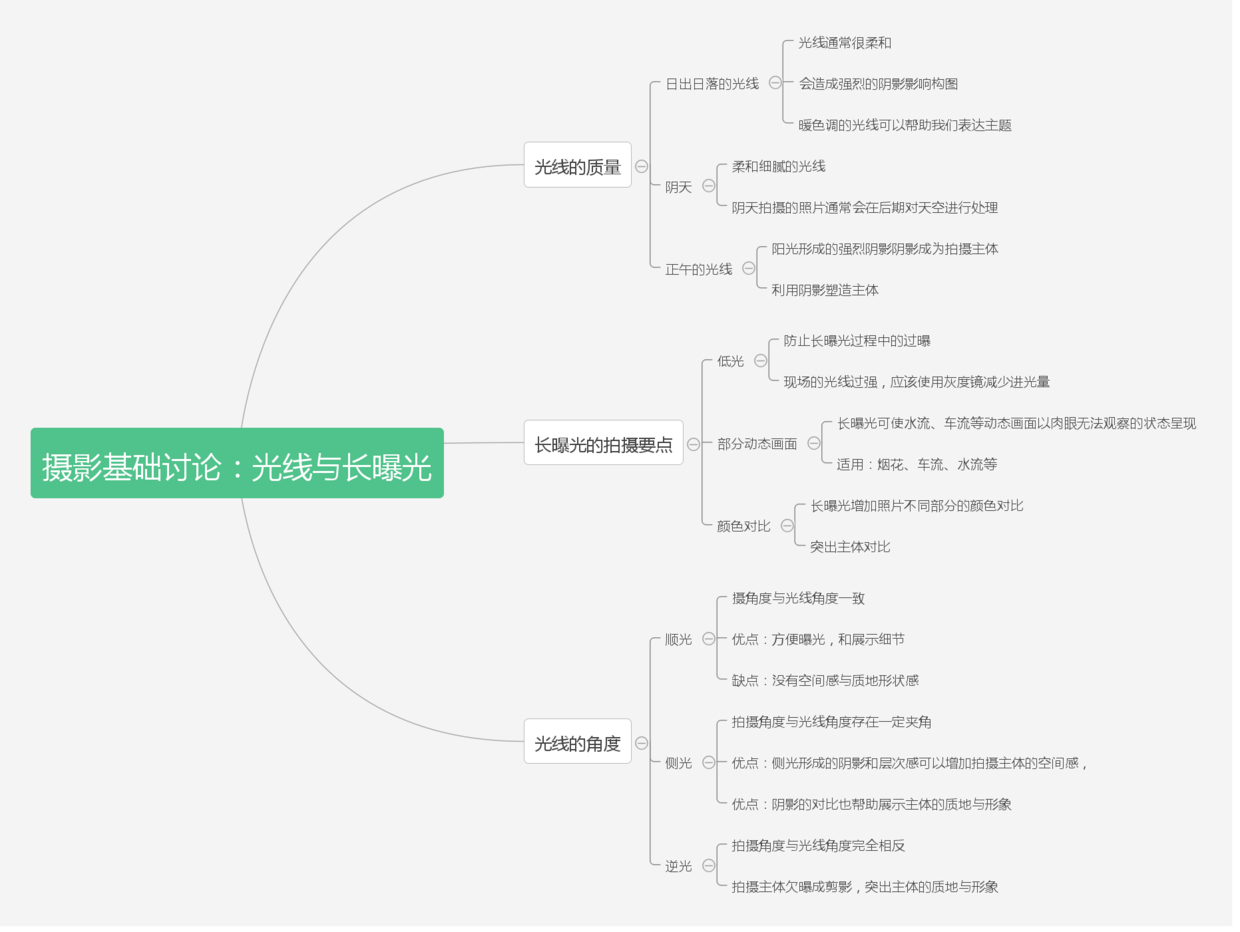 摄影基础讨论：光线与长曝光
光线的质量
日出日落的光线
光线通常很柔和
会造成强烈的阴影影响构图
暖色调的光线可以帮助我们表达主题
阴天
柔和细腻的光线
阴天拍摄的照片通常会在后期对天空进行处理
正午的光线
阳光形成的强烈阴影阴影成为拍摄主体
利用阴影塑造主体
长曝光的拍摄要点
低光
防止长曝光过程中的过曝
现场的光线过强，应该使用灰度镜减少进光量
部分动态画面
长曝光可使水流、车流等动态画面以肉眼无法观察的状态呈现
适用：烟花、车流、水流等
颜色对比
长曝光增加照片不同部分的颜色对比
突出主体对比
光线的角度
顺光
摄角度与光线角度一致
优点：方便曝光，和展示细节
缺点：没有空间感与质地形状感
侧光
拍摄角度与光线角度存在一定夹角
优点：侧光形成的阴影和层次感可以增加拍摄主体的空间感，
优点：阴影的对比也帮助展示主体的质地与形象
逆光
拍摄角度与光线角度完全相反
拍摄主体欠曝成剪影，突出主体的质地与形象